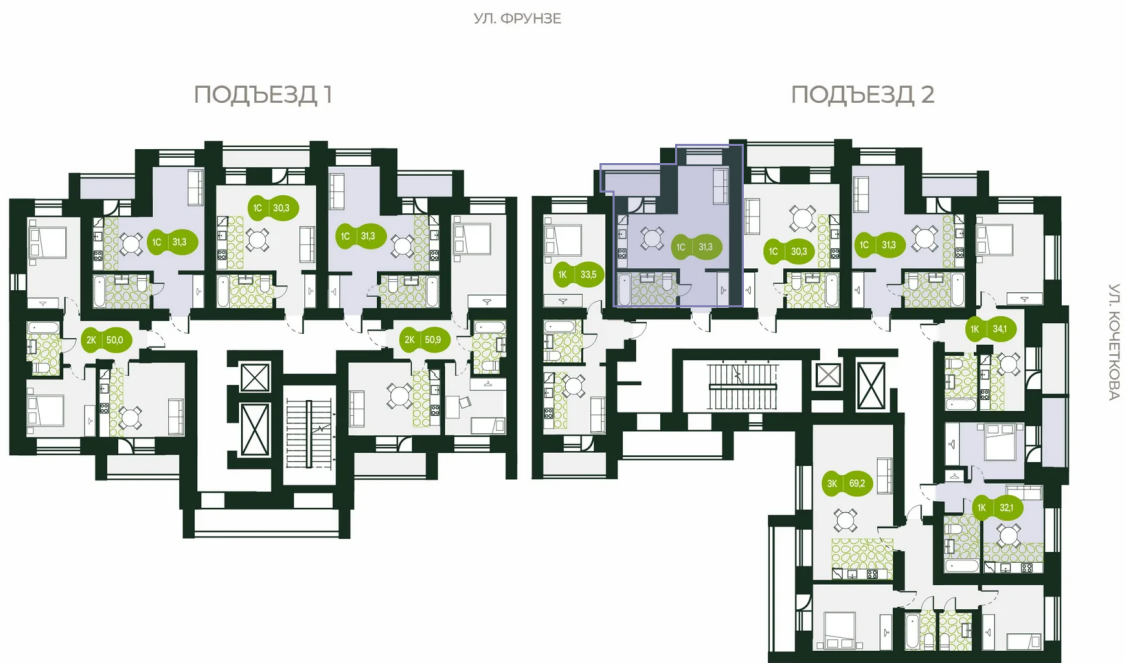 УЛ. ФРУНЗЕ
ПОДЪЕЗД 1
ПОДЪЕЗД 2
1С 30,3
1С 31,3
1С 31,3
2К 50,0
2К 50,9
1С 31,3
1С 30,3
1С 31,3
1К 33,5
1К 34,1
3К 69,2
1К 32,1
УЛ. КОЧЕТКОВА